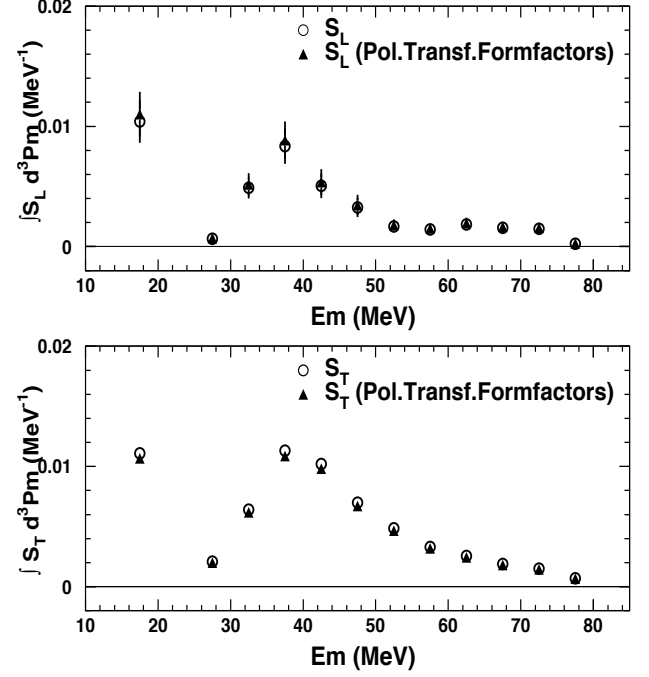 0.02
0.01
0
∫S_L d³Pm (MeV⁻¹)
S_L
S_L (Pol.Transf.Formfactors)
10 20 30 40 50 60 70 80
Em (MeV)
0.02
0.01
0
∫ S_T d³Pm (MeV⁻¹)
S_T
S_T (Pol.Transf.Formfactors)
10 20 30 40 50 60 70 80
Em (MeV)